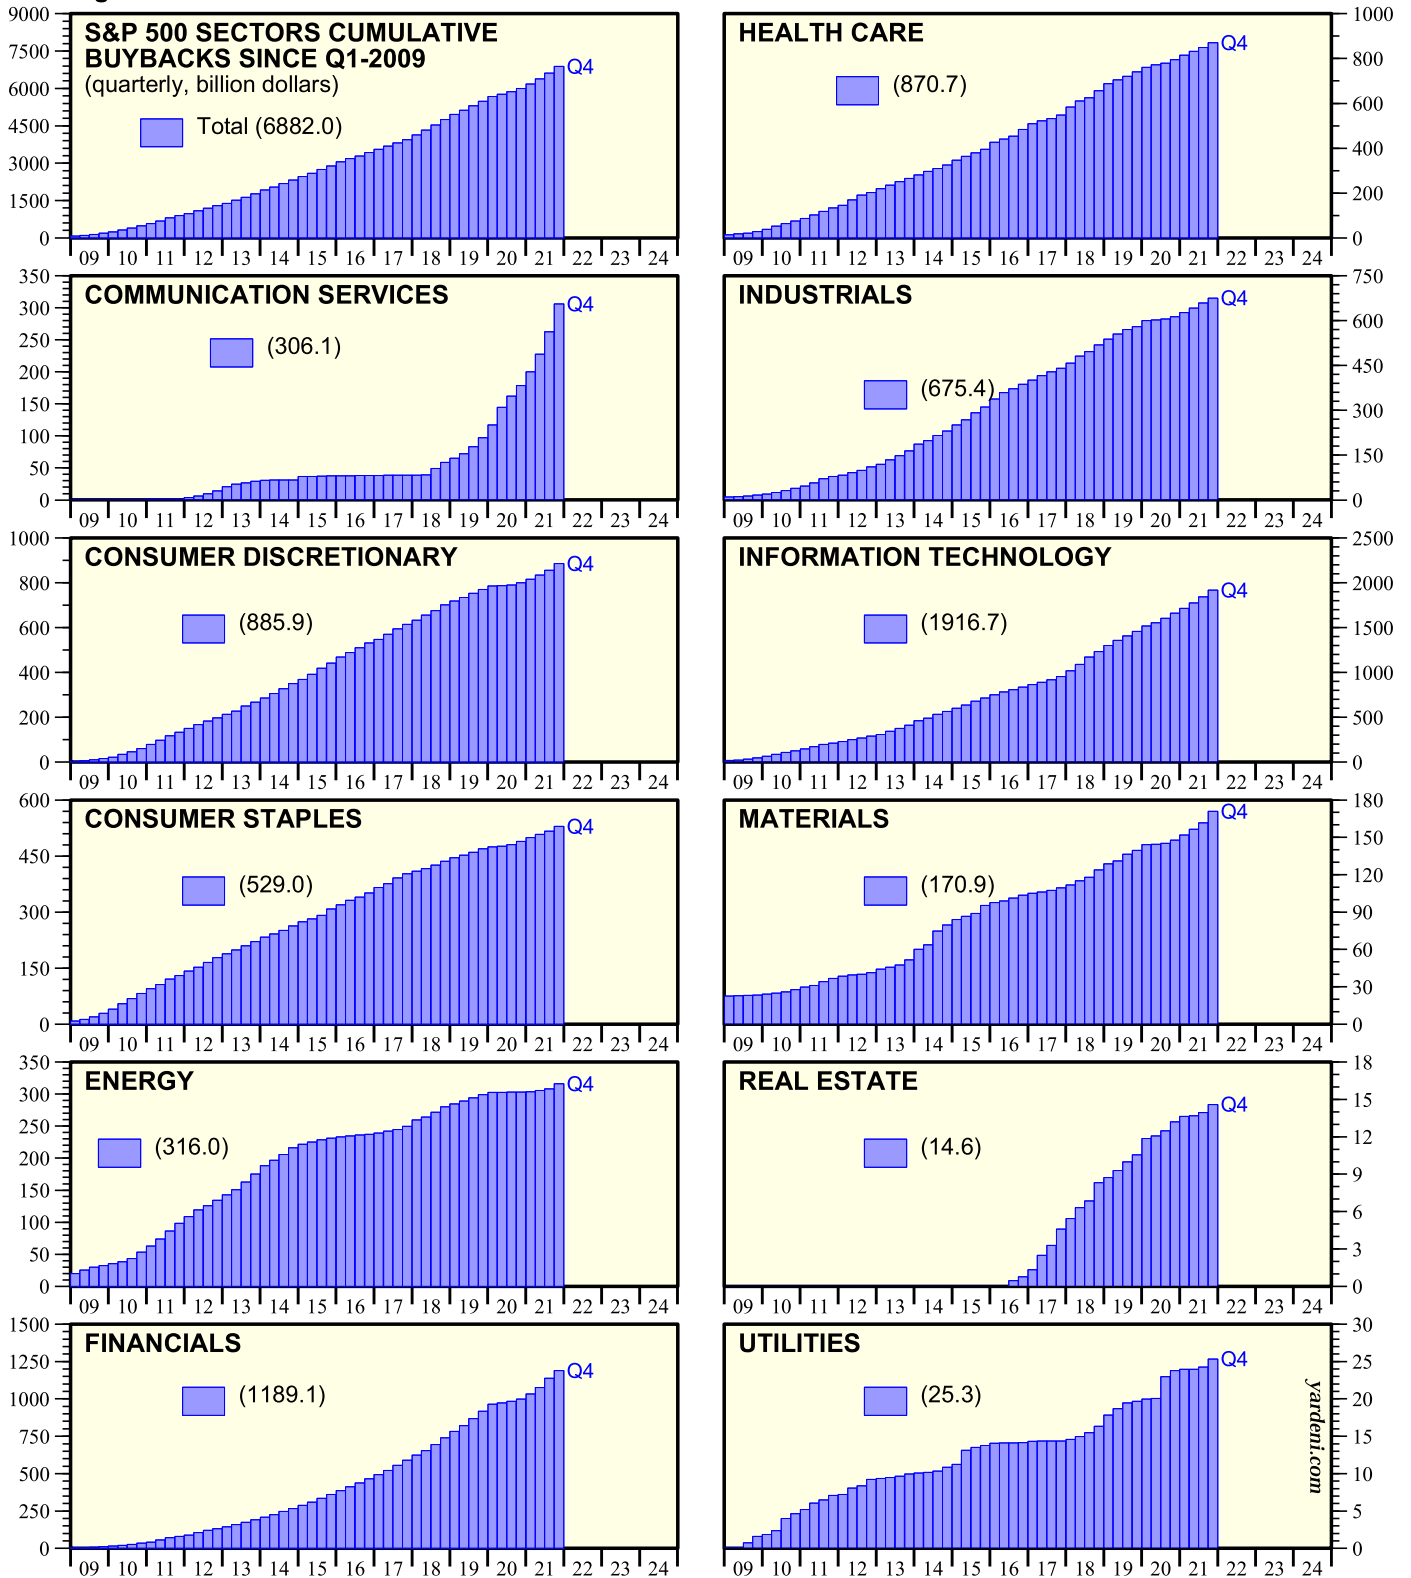 S&P 500 SECTORS CUMULATIVE
BUYBACKS SINCE Q1-2009
(quarterly, billion dollars)
Total (6882.0)
Q4
9000
7500
6000
4500
3000
1500
0
09 10 11 12 13 14 15 16 17 18 19 20 21 22 23 24
HEALTH CARE
(870.7)
Q4
1000
800
600
400
200
0
09 10 11 12 13 14 15 16 17 18 19 20 21 22 23 24
COMMUNICATION SERVICES
(306.1)
Q4
350
300
250
200
150
100
50
0
09 10 11 12 13 14 15 16 17 18 19 20 21 22 23 24
INDUSTRIALS
(675.4)
Q4
750
600
450
300
150
0
09 10 11 12 13 14 15 16 17 18 19 20 21 22 23 24
CONSUMER DISCRETIONARY
(885.9)
Q4
1000
800
600
400
200
0
09 10 11 12 13 14 15 16 17 18 19 20 21 22 23 24
INFORMATION TECHNOLOGY
(1916.7)
Q4
2500
2000
1500
1000
500
0
09 10 11 12 13 14 15 16 17 18 19 20 21 22 23 24
CONSUMER STAPLES
(529.0)
Q4
600
450
300
150
0
09 10 11 12 13 14 15 16 17 18 19 20 21 22 23 24
MATERIALS
(170.9)
Q4
180
150
120
90
60
30
0
09 10 11 12 13 14 15 16 17 18 19 20 21 22 23 24
ENERGY
(316.0)
Q4
350
300
250
200
150
100
50
0
09 10 11 12 13 14 15 16 17 18 19 20 21 22 23 24
REAL ESTATE
(14.6)
Q4
18
15
12
9
6
3
0
09 10 11 12 13 14 15 16 17 18 19 20 21 22 23 24
FINANCIALS
(1189.1)
Q4
1500
1250
1000
750
500
250
0
09 10 11 12 13 14 15 16 17 18 19 20 21 22 23 24
UTILITIES
(25.3)
Q4
30
25
20
15
10
5
0
09 10 11 12 13 14 15 16 17 18 19 20 21 22 23 24
yardeni.com